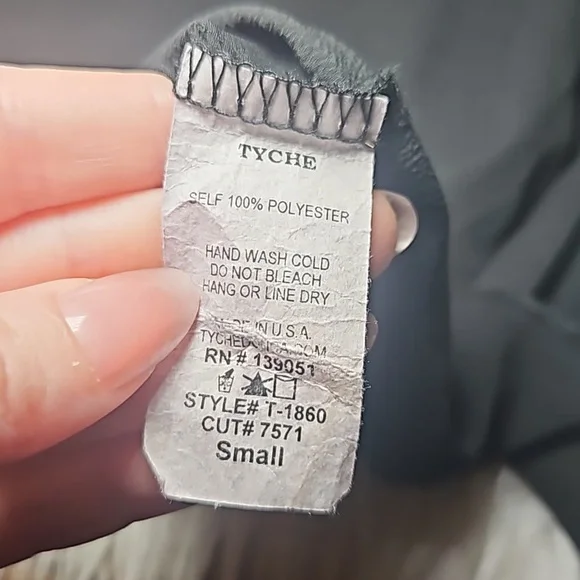 TYCHE
SELF 100% POLYESTER
HAND WASH COLD
DO NOT BLEACH
HANG OR LINE DRY
MADE IN U.S.A.
RN # 139051
STYLE# T-1860
CUT# 7571
Small